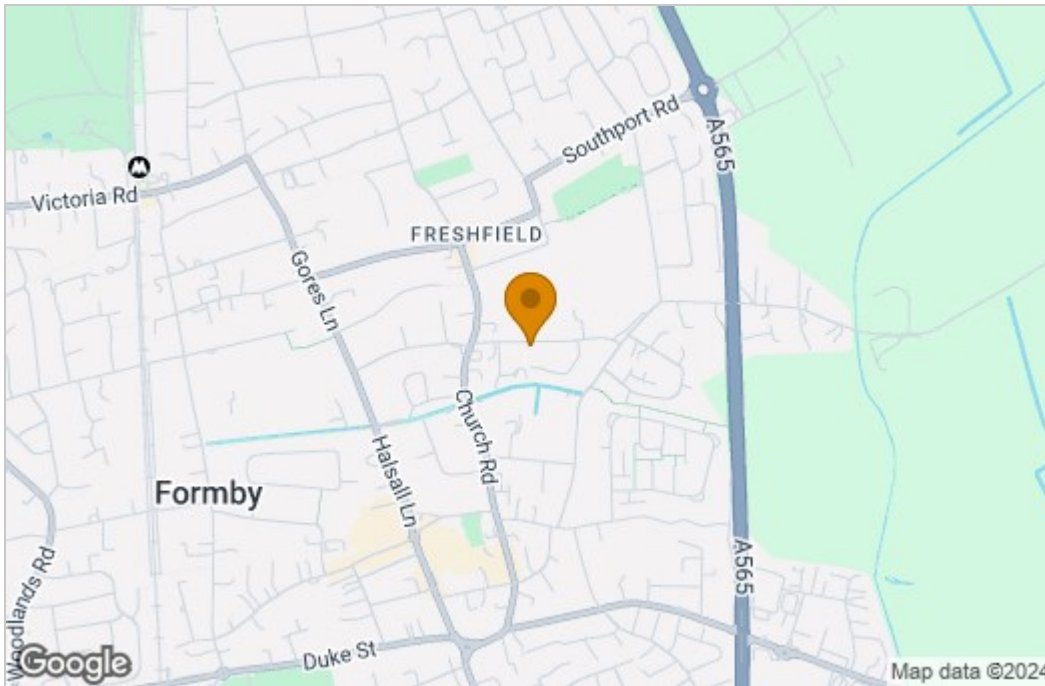 Southport Rd
A565
Victoria Rd
FRESHFIELD
Gores Ln
Church Rd
Halsall Ln
Formby
Woodlands Rd
A565
Duke St
Google
Map data ©2024